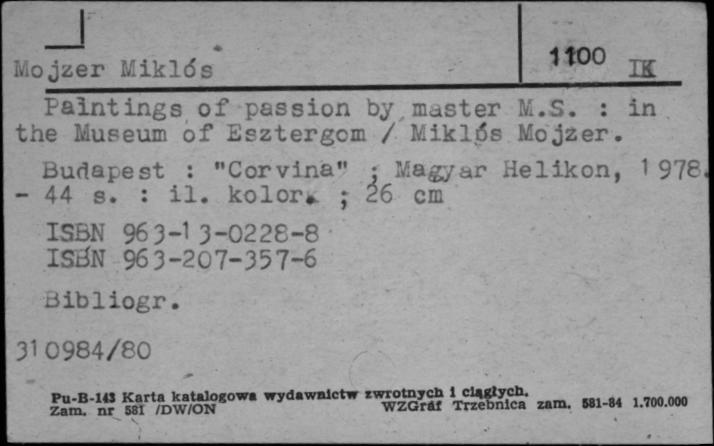 Mojzer Miklós
1100 IK
Paintings of passion by master M.S. : in
the Museum of Esztergom / Miklós Mojzer.
Budapest : "Corvina" ; Magyar Helikon, 1978.
- 44 s. : il. kolor. ; 26 cm
ISBN 963-13-0228-8
ISBN 963-207-357-6
Bibliogr.
310984/80
Pu-B-143 Karta katalogowa wydawnictw zwrotnych i ciągłych.
Zam. nr 581 /DW/ON WZGraf Trzebnica zam. 581-84 1.700.000